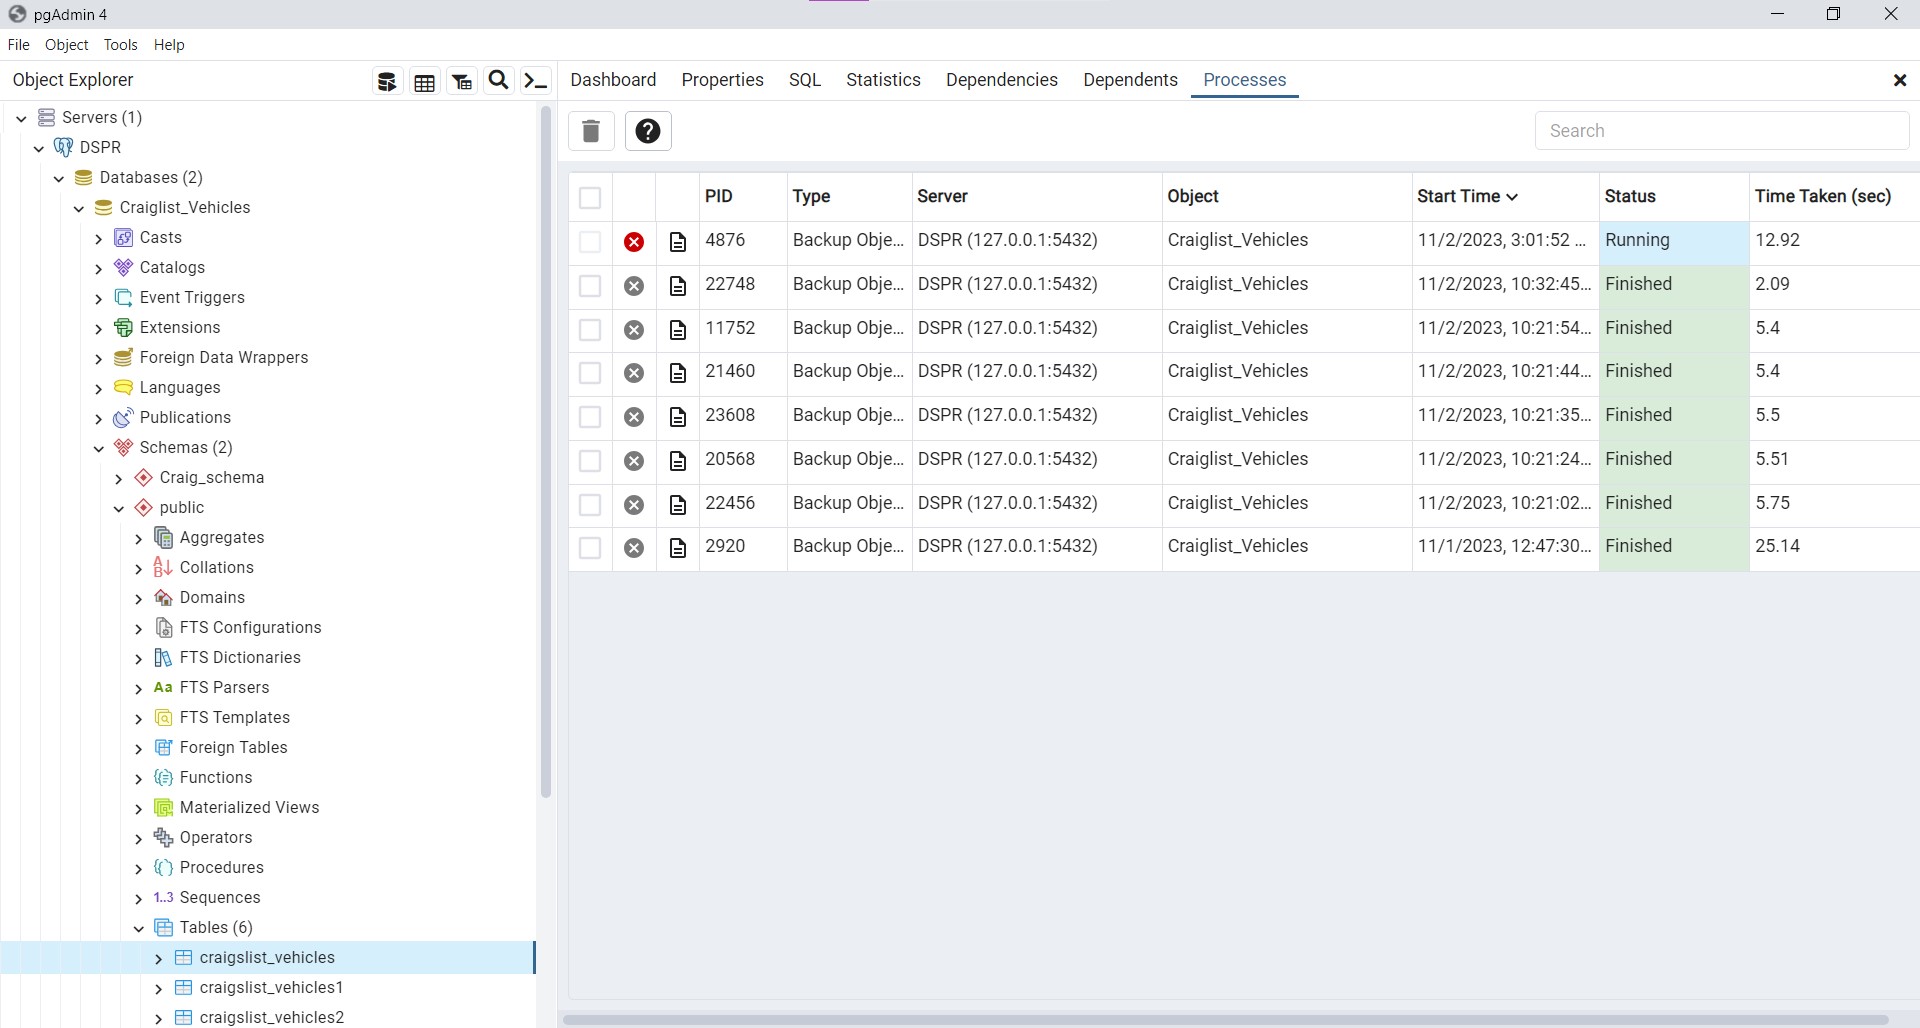 pgAdmin 4
File Object Tools Help
Object Explorer
Dashboard Properties SQL Statistics Dependencies Dependents Processes
Servers (1)
DSPR
Databases (2)
Craiglist_Vehicles
Casts
Catalogs
Event Triggers
Extensions
Foreign Data Wrappers
Languages
Publications
Schemas (2)
Craig_schema
public
Aggregates
Collations
Domains
FTS Configurations
FTS Dictionaries
Aa FTS Parsers
FTS Templates
Foreign Tables
Functions
Materialized Views
Operators
Procedures
1..3 Sequences
Tables (6)
craigslist_vehicles
craigslist_vehicles1
craigslist_vehicles2
Search
PID Type Server Object Start Time Status Time Taken (sec)
4876 Backup Obje... DSPR (127.0.0.1:5432) Craiglist_Vehicles 11/2/2023, 3:01:52 ... Running 12.92
22748 Backup Obje... DSPR (127.0.0.1:5432) Craiglist_Vehicles 11/2/2023, 10:32:45... Finished 2.09
11752 Backup Obje... DSPR (127.0.0.1:5432) Craiglist_Vehicles 11/2/2023, 10:21:54... Finished 5.4
21460 Backup Obje... DSPR (127.0.0.1:5432) Craiglist_Vehicles 11/2/2023, 10:21:44... Finished 5.4
23608 Backup Obje... DSPR (127.0.0.1:5432) Craiglist_Vehicles 11/2/2023, 10:21:35... Finished 5.5
20568 Backup Obje... DSPR (127.0.0.1:5432) Craiglist_Vehicles 11/2/2023, 10:21:24... Finished 5.51
22456 Backup Obje... DSPR (127.0.0.1:5432) Craiglist_Vehicles 11/2/2023, 10:21:02... Finished 5.75
2920 Backup Obje... DSPR (127.0.0.1:5432) Craiglist_Vehicles 11/1/2023, 12:47:30... Finished 25.14